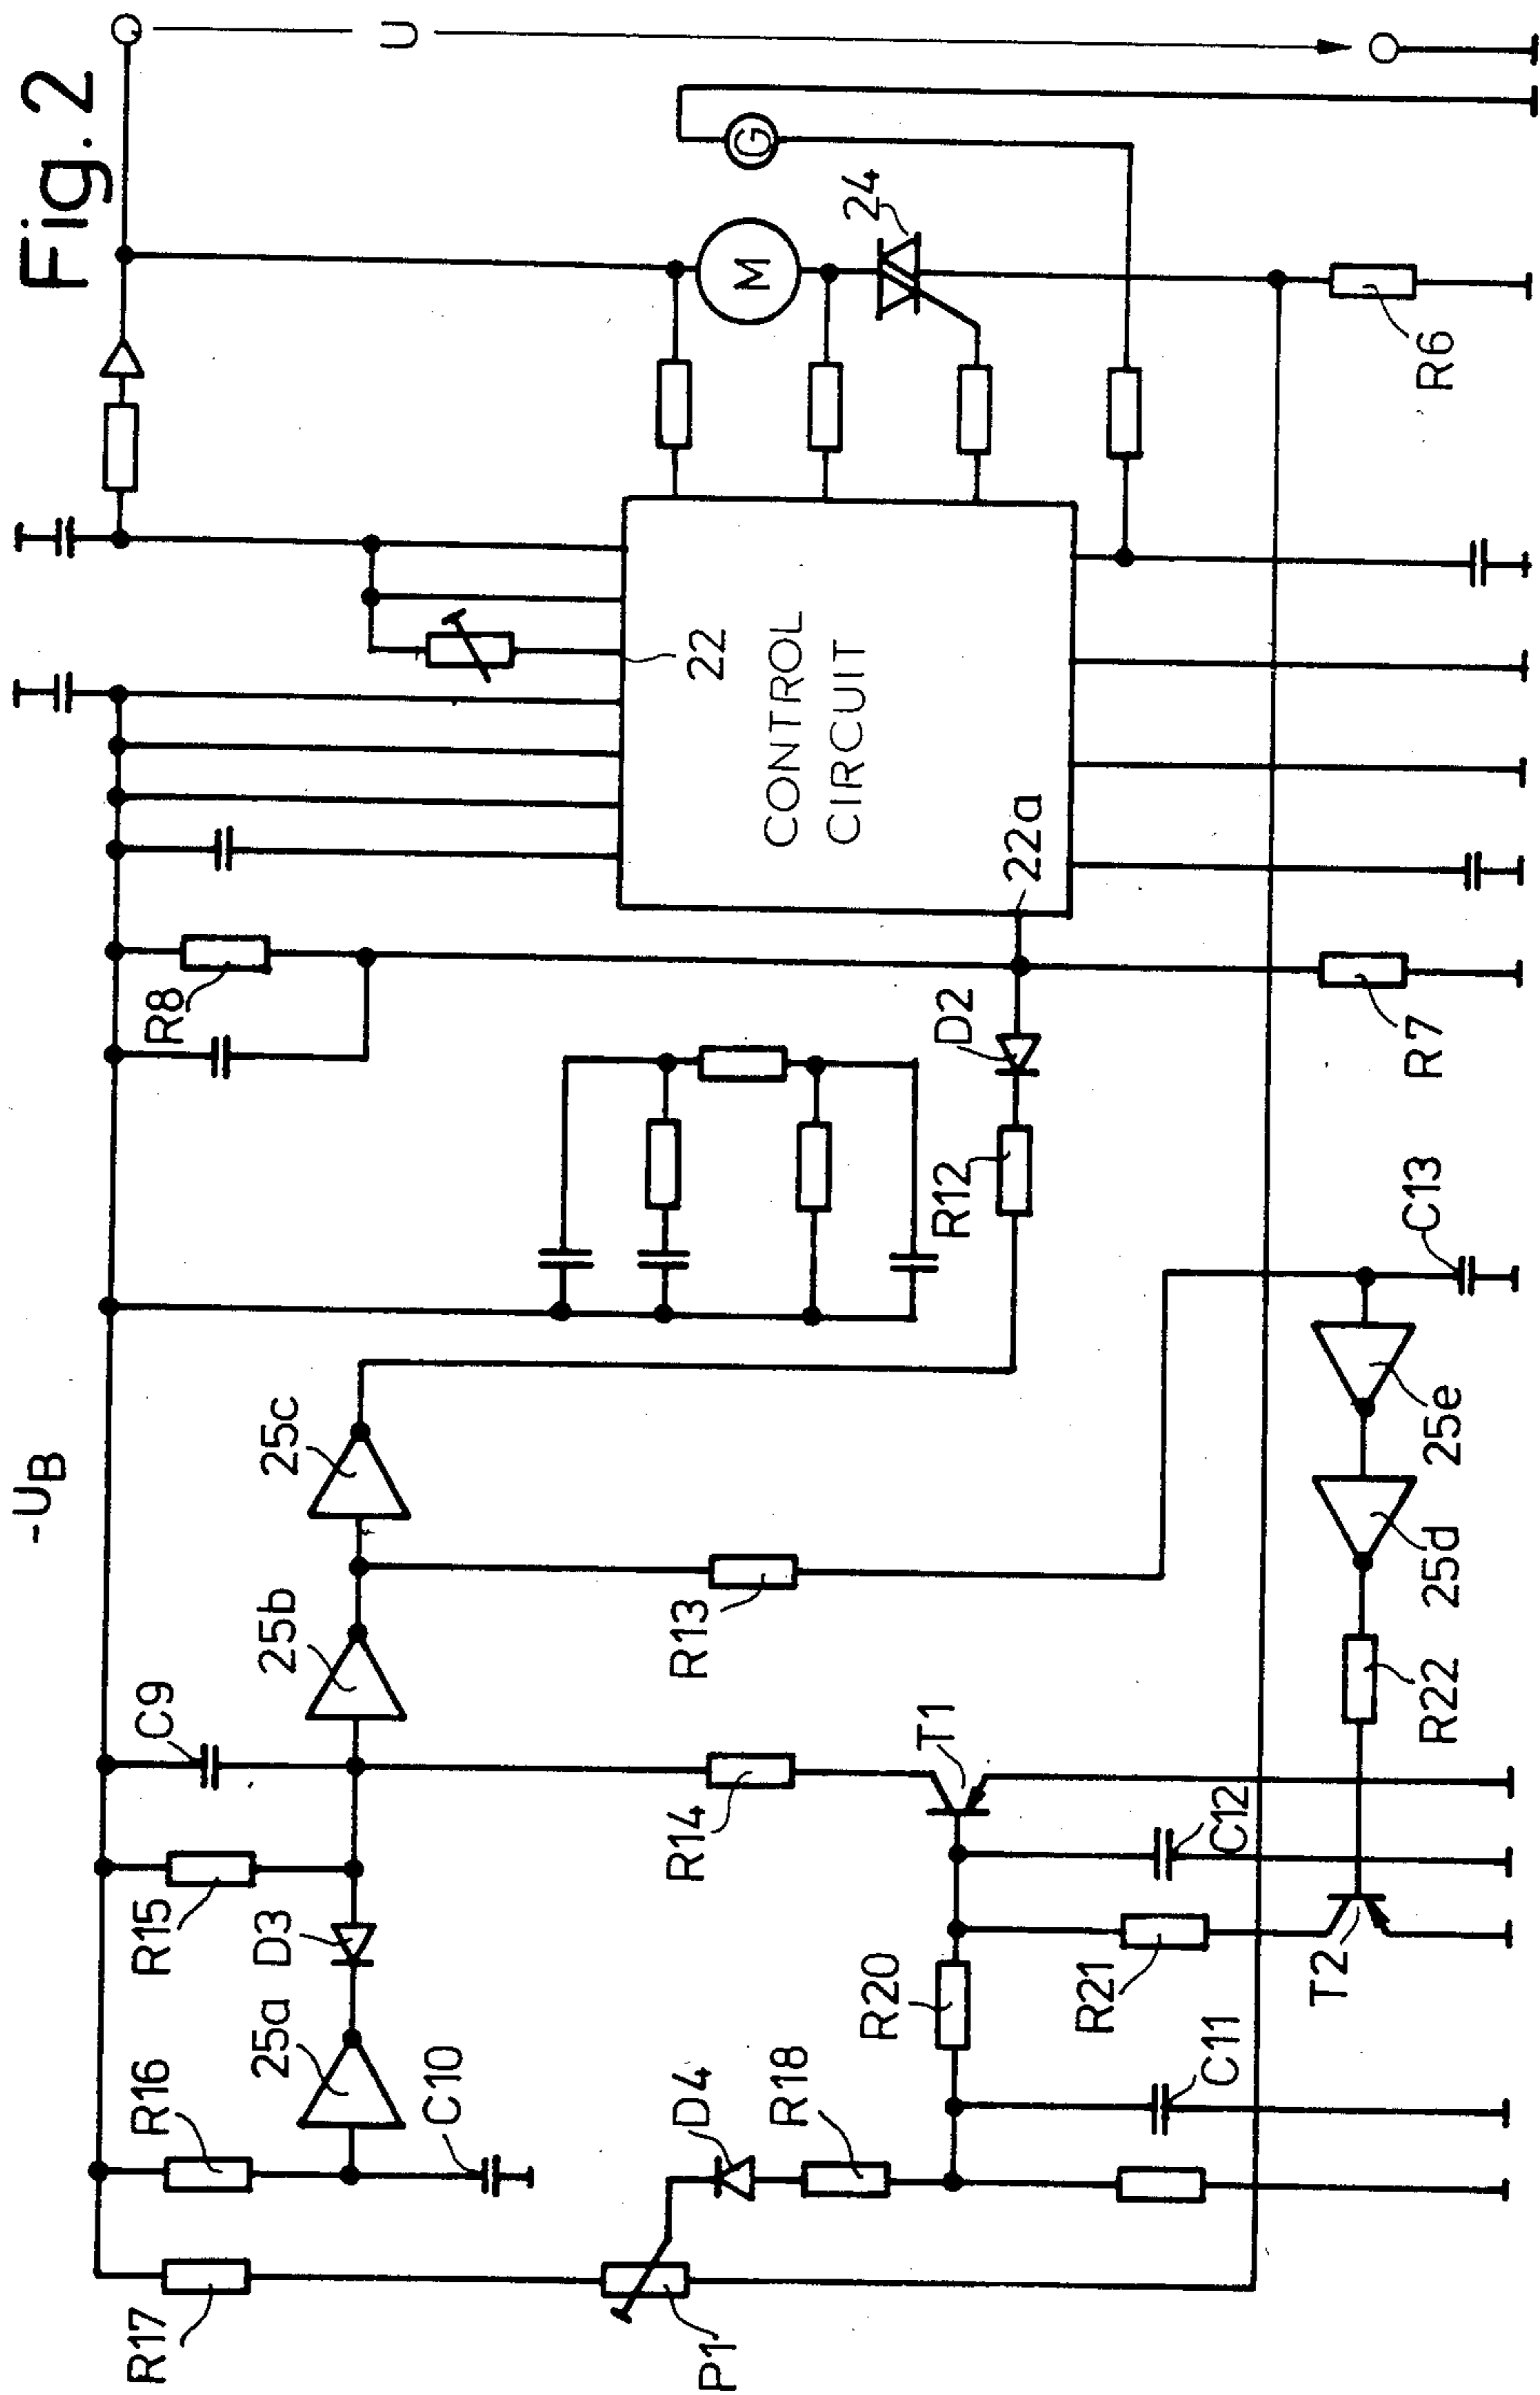 Fig. 2
U
-UB
G
M
24
R6
22
CONTROL
CIRCUIT
22a
R8
D2
R7
R12
C13
25c
25e
25b
25d
R13
R22
C9
T1
R14
C12
R15
D3
R20
R21
T2
25a
R16
C10
D4
R18
C11
R17
P1